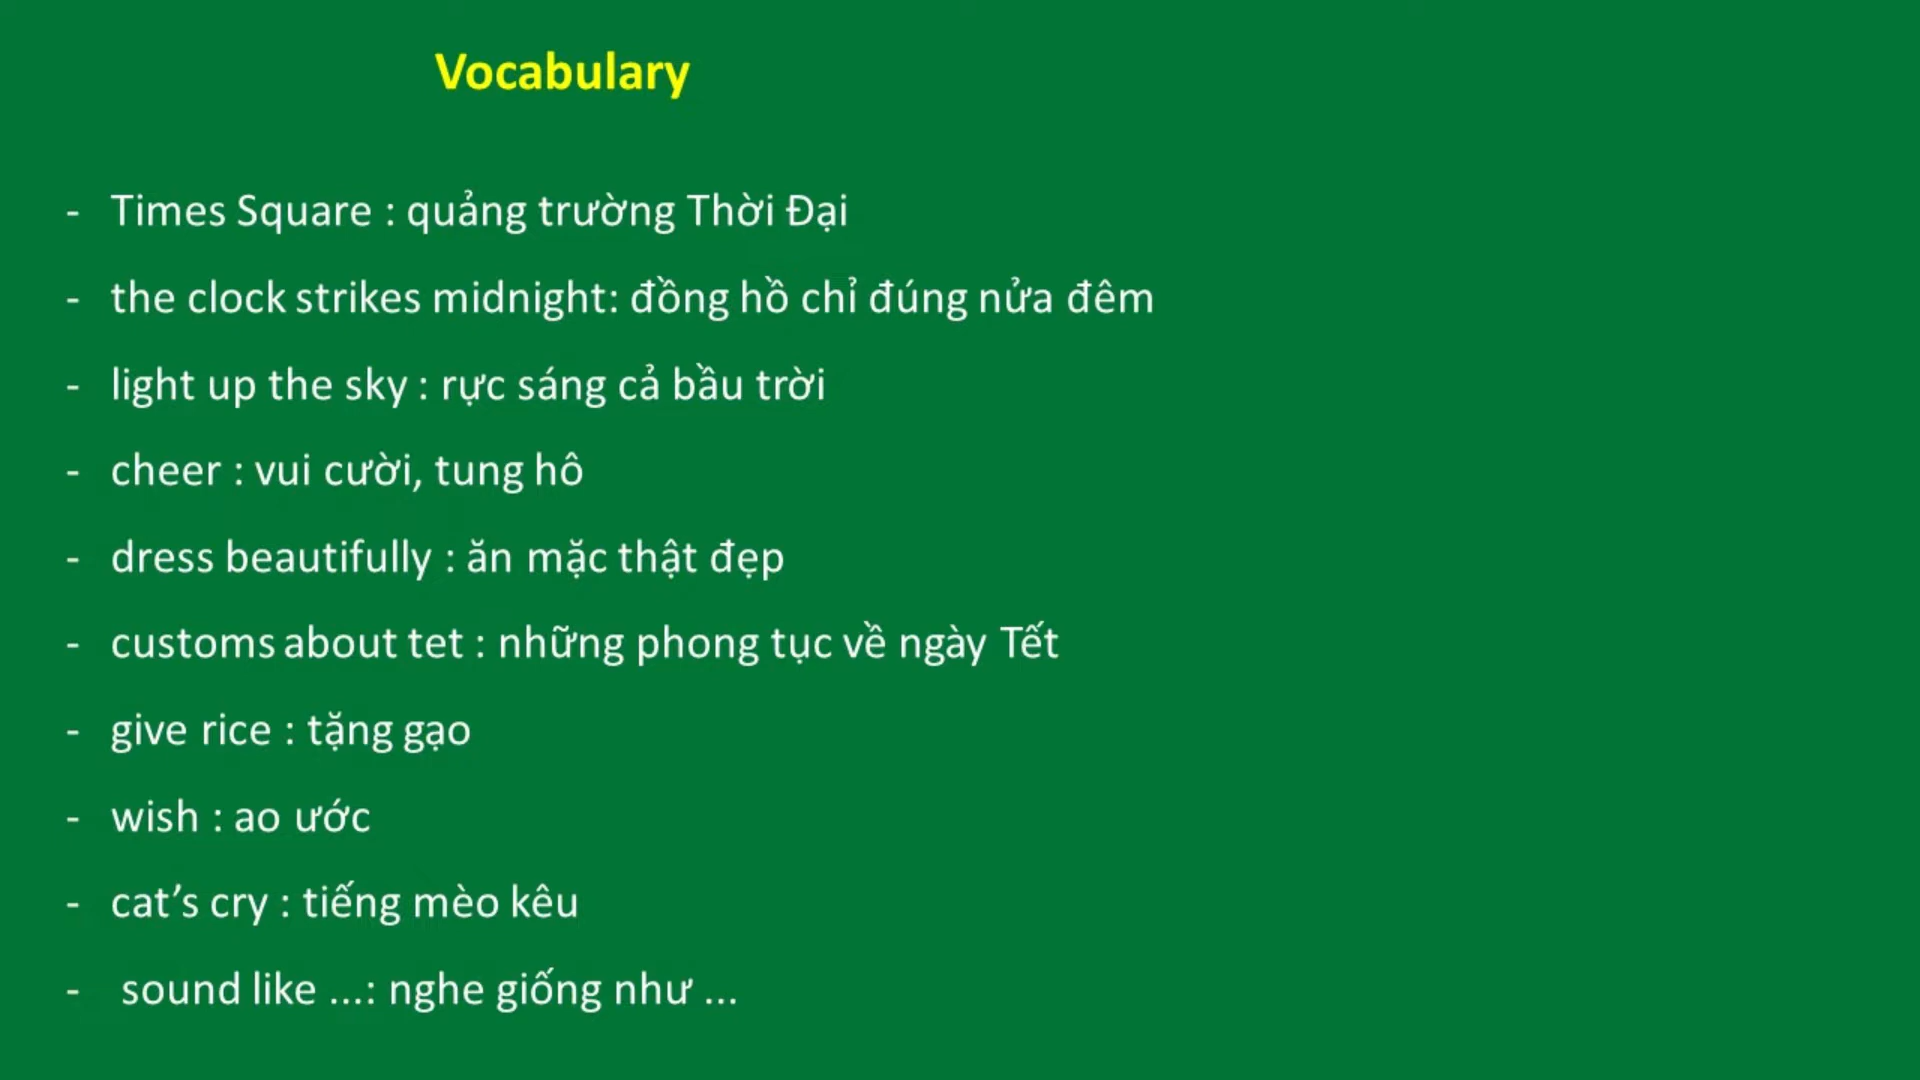 Vocabulary
- Times Square : quảng trường Thời Đại
- the clock strikes midnight: đồng hồ chỉ đúng nửa đêm
- light up the sky : rực sáng cả bầu trời
- cheer : vui cười, tung hô
- dress beautifully : ăn mặc thật đẹp
- customs about tet : những phong tục về ngày Tết
- give rice : tặng gạo
- wish : ao ước
- cat’s cry : tiếng mèo kêu
- sound like ...: nghe giống như ...